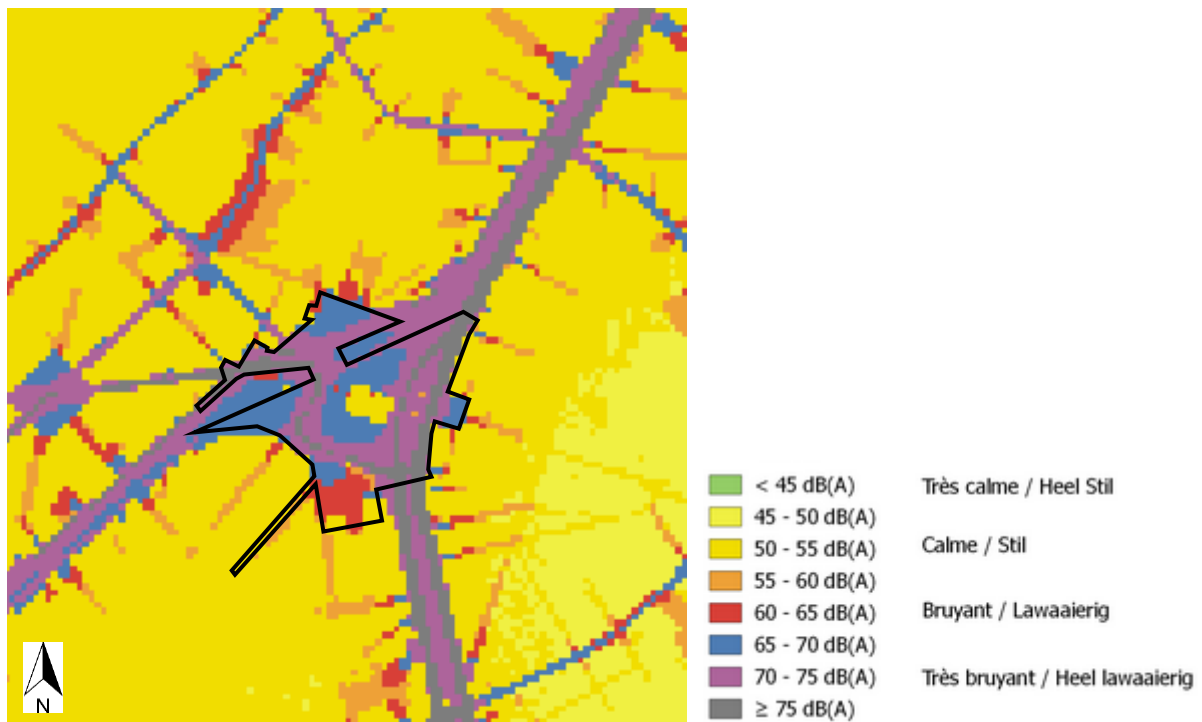 < 45 dB(A) Très calme / Heel Stil
45 - 50 dB(A)
50 - 55 dB(A) Calme / Stil
55 - 60 dB(A)
60 - 65 dB(A) Bruyant / Lawaaierig
65 - 70 dB(A)
70 - 75 dB(A) Très bruyant / Heel lawaaierig
≥ 75 dB(A)
N